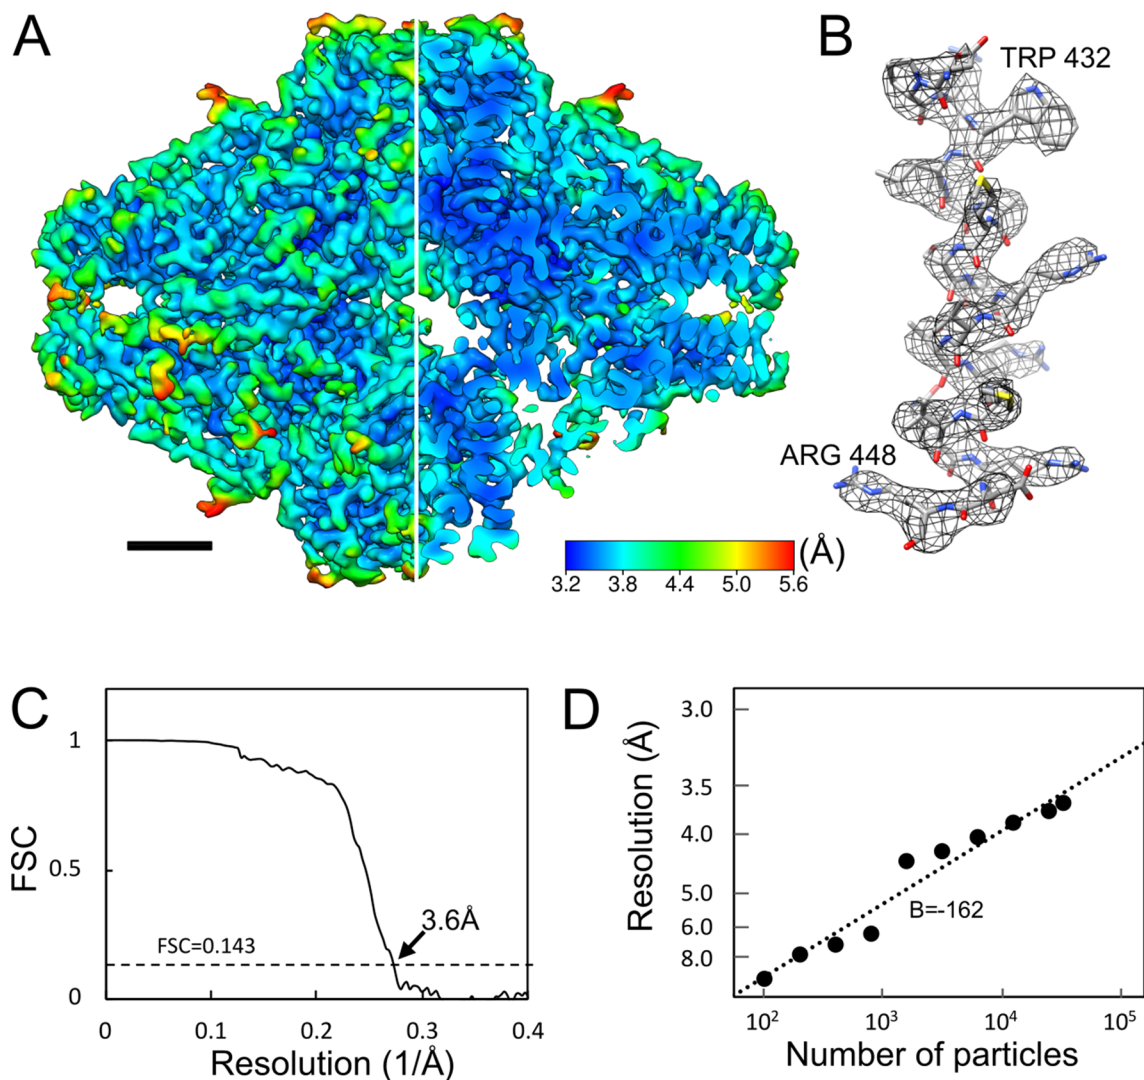 A
B
TRP 432
ARG 448
(Å)
3.2 3.8 4.4 5.0 5.6
C
1
0.5
0
FSC
3.6Å
FSC=0.143
0 0.1 0.2 0.3 0.4
Resolution (1/Å)
D
3.0
3.5
4.0
5.0
6.0
8.0
Resolution (Å)
B=-162
10² 10³ 10⁴ 10⁵
Number of particles